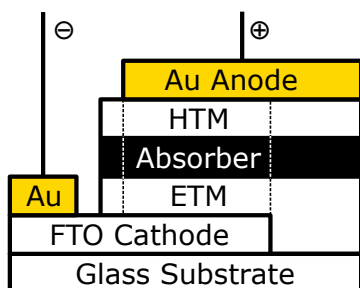 ⊖ ⊕
Au Anode
HTM
Absorber
Au ETM
FTO Cathode
Glass Substrate